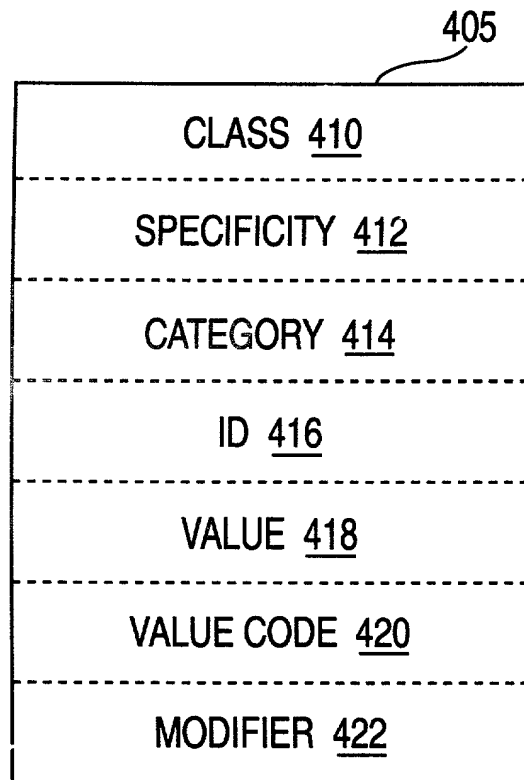 405
CLASS 410
SPECIFICITY 412
CATEGORY 414
ID 416
VALUE 418
VALUE CODE 420
MODIFIER 422